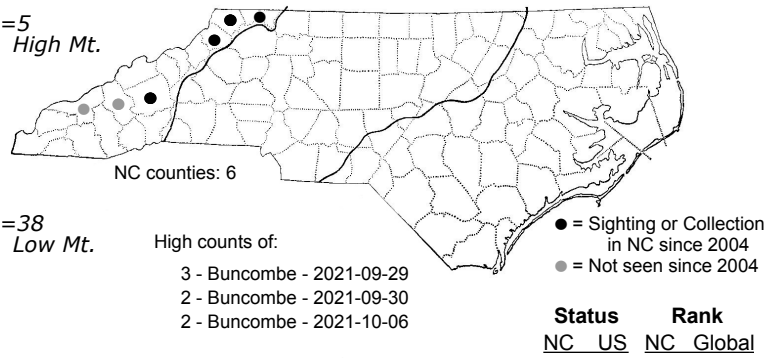 =5
High Mt.
NC counties: 6
=38
Low Mt.
High counts of:
3 - Buncombe - 2021-09-29
2 - Buncombe - 2021-09-30
2 - Buncombe - 2021-10-06
● = Sighting or Collection
in NC since 2004
● = Not seen since 2004
Status Rank
NC US NC Global